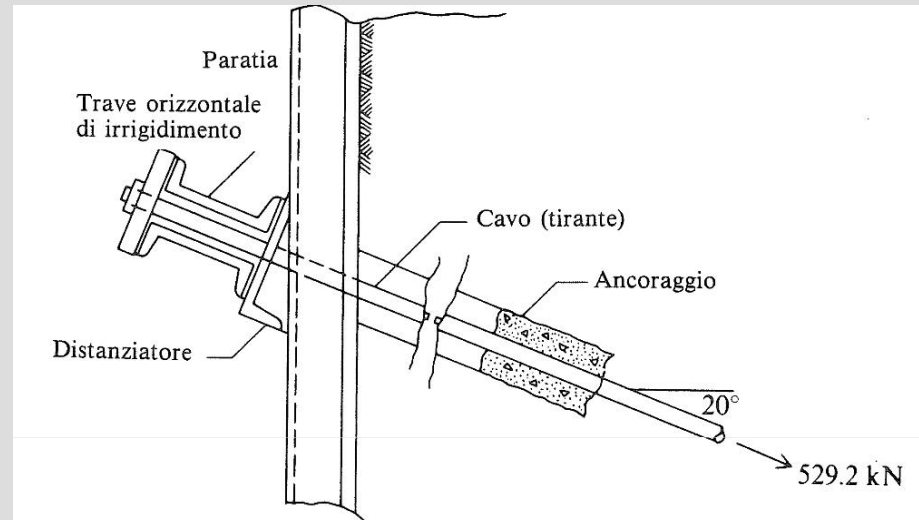 Paratia
Trave orizzontale
di irrigidimento
Cavo (tirante)
Ancoraggio
Distanziatore
20°
529.2 kN